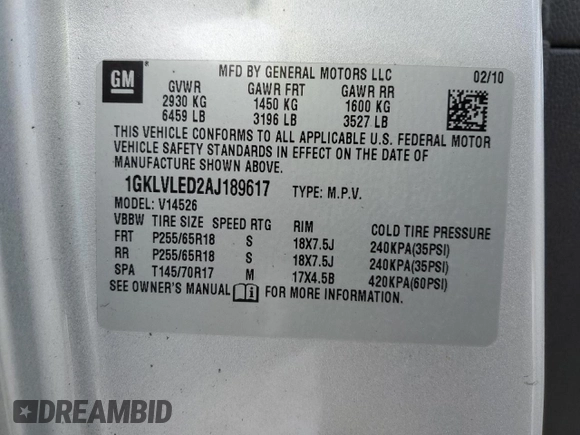 GM
MFD BY GENERAL MOTORS LLC 02/10
GVWR GAWR FRT GAWR RR
2930 KG 1450 KG 1600 KG
6459 LB 3196 LB 3527 LB
THIS VEHICLE CONFORMS TO ALL APPLICABLE U.S. FEDERAL MOTOR
VEHICLE SAFETY STANDARDS IN EFFECT ON THE DATE OF
MANUFACTURE SHOWN ABOVE.
1GKLVLED2AJ189617 TYPE: M.P.V.
MODEL: V14526
VBBW TIRE SIZE SPEED RTG RIM COLD TIRE PRESSURE
FRT P255/65R18 S 18X7.5J 240KPA(35PSI)
RR P255/65R18 S 18X7.5J 240KPA(35PSI)
SPA T145/70R17 M 17X4.5B 420KPA(60PSI)
SEE OWNER'S MANUAL i FOR MORE INFORMATION.
DREAMBID